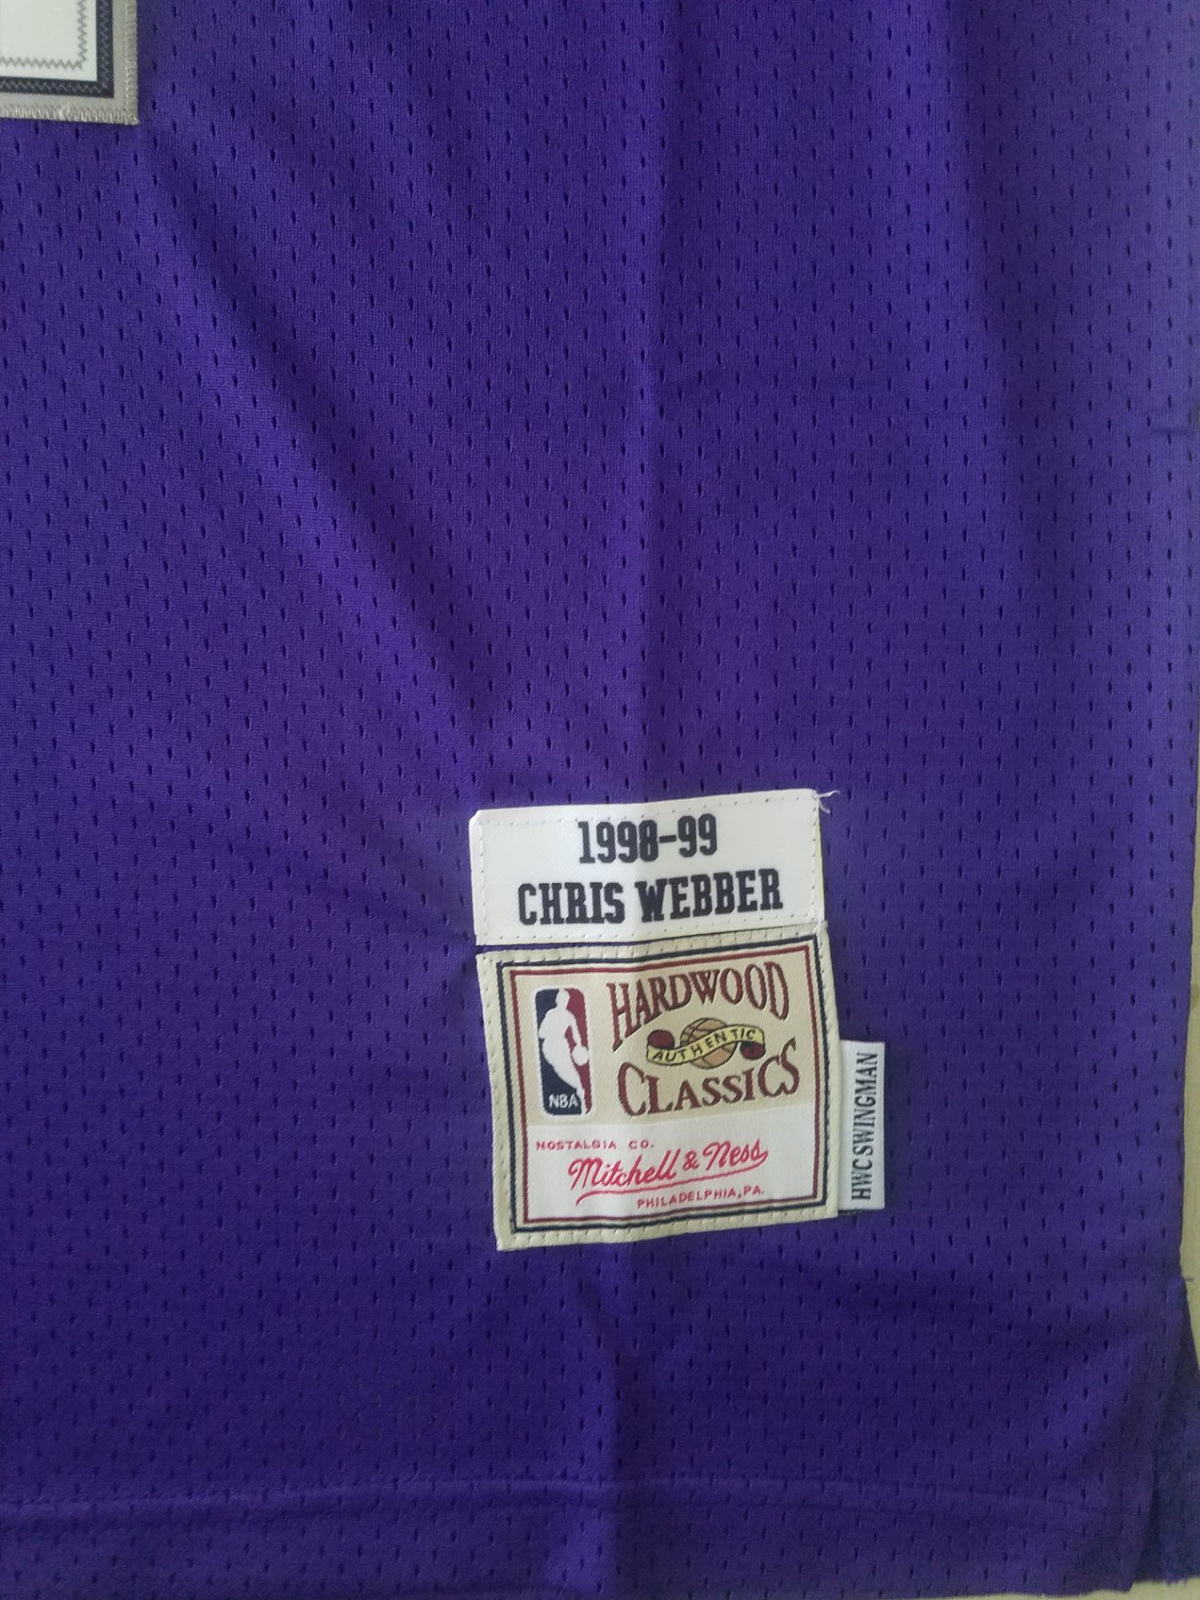 1998-99
CHRIS WEBBER
HARDWOOD
AUTHENTIC
CLASSICS
NBA
NOSTALGIA CO.
Mitchell & Ness
PHILADELPHIA, PA.
HWC SWINGMAN